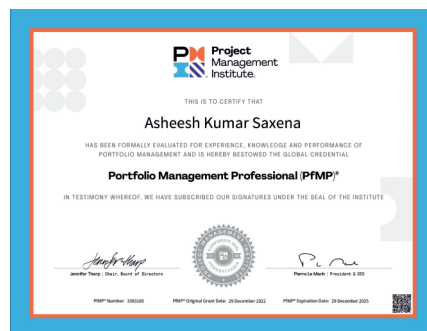 Project
Management
Institute.
THIS IS TO CERTIFY THAT
Asheesh Kumar Saxena
HAS BEEN FORMALLY EVALUATED FOR EXPERIENCE, KNOWLEDGE AND PERFORMANCE OF
PORTFOLIO MANAGEMENT AND IS HEREBY BESTOWED THE GLOBAL CREDENTIAL
Portfolio Management Professional (PfMP)®
IN TESTIMONY WHEREOF, WE HAVE SUBSCRIBED OUR SIGNATURES UNDER THE SEAL OF THE INSTITUTE
Jennifer Tharp | Chair, Board of Directors
Pierre Le Manh | President & CEO
PfMP® Original Grant Date: 29 December 2022
PfMP® Expiration Date: 29 December 2025